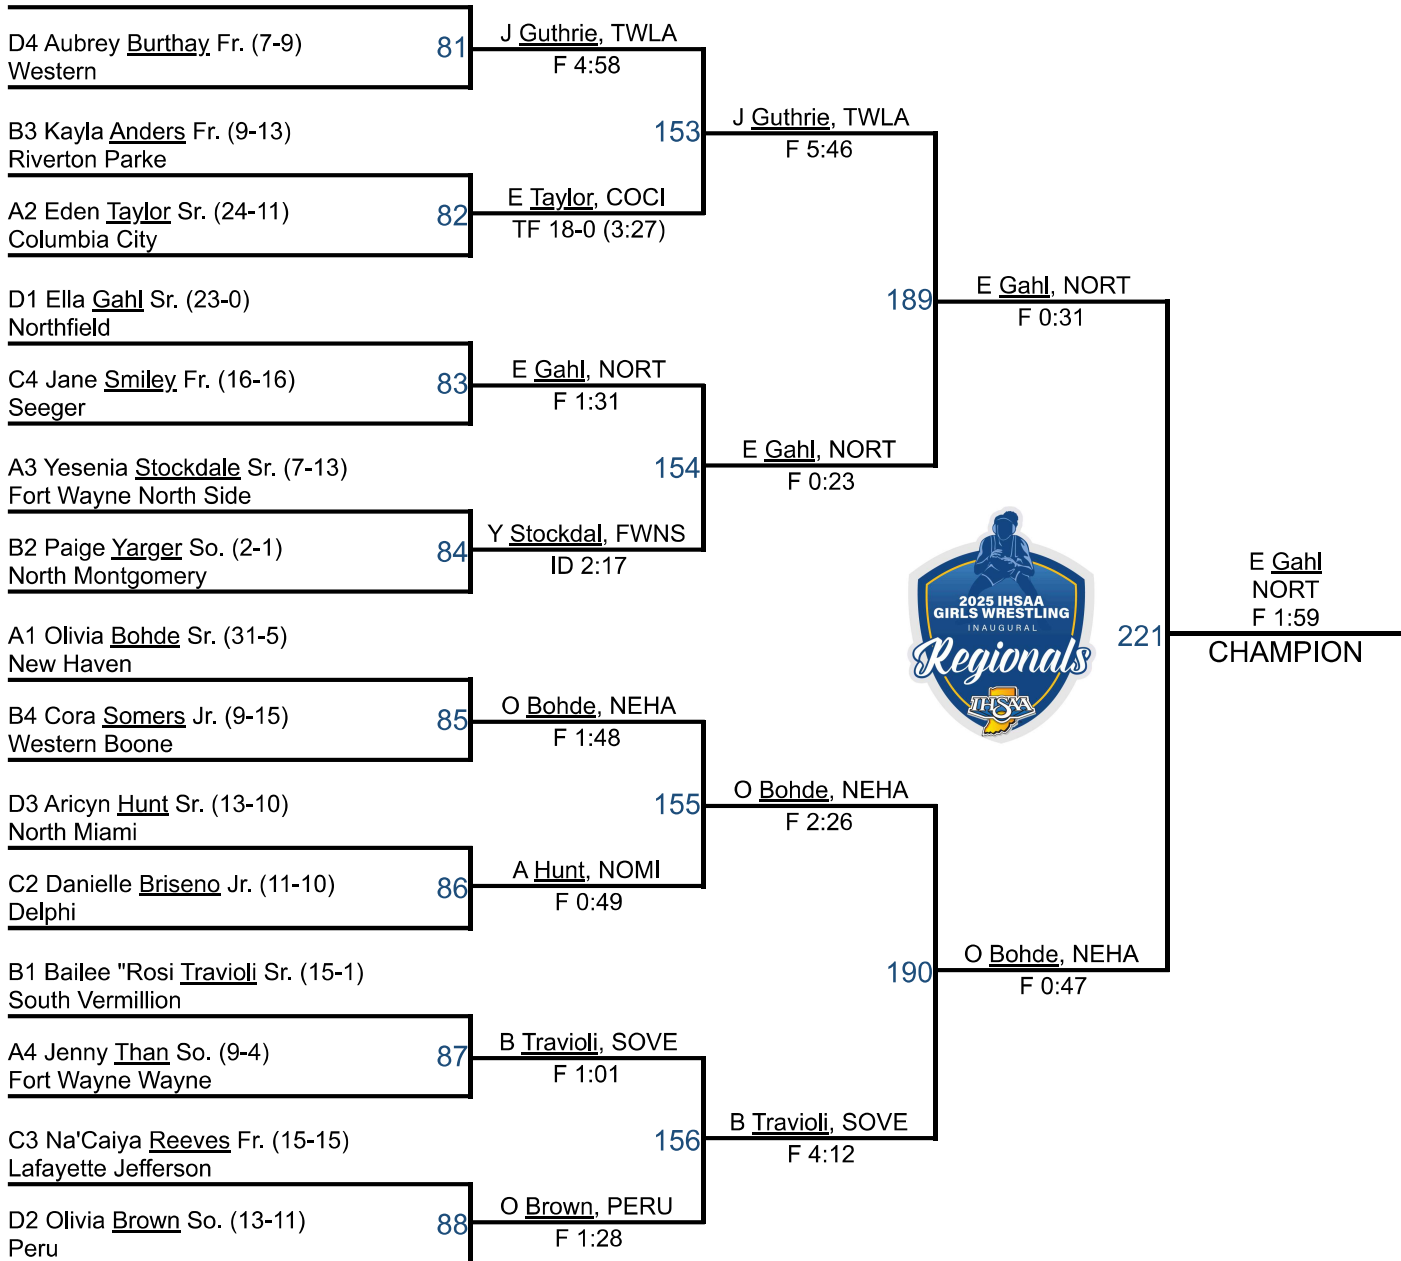 D4 Aubrey Burthay Fr. (7-9)
Western
81
J Guthrie, TWLA
F 4:58
B3 Kayla Anders Fr. (9-13)
Riverton Parke
153
J Guthrie, TWLA
F 5:46
A2 Eden Taylor Sr. (24-11)
Columbia City
82
E Taylor, COCI
TF 18-0 (3:27)
D1 Ella Gahl Sr. (23-0)
Northfield
189
E Gahl, NORT
F 0:31
C4 Jane Smiley Fr. (16-16)
Seeger
83
E Gahl, NORT
F 1:31
A3 Yesenia Stockdale Sr. (7-13)
Fort Wayne North Side
154
E Gahl, NORT
F 0:23
B2 Paige Yarger So. (2-1)
North Montgomery
84
Y Stockdal, FWNS
ID 2:17
2025 IHSAA
GIRLS WRESTLING
INAUGURAL
Regionals
IHSAA
221
E Gahl
NORT
F 1:59
CHAMPION
A1 Olivia Bohde Sr. (31-5)
New Haven
B4 Cora Somers Jr. (9-15)
Western Boone
85
O Bohde, NEHA
F 1:48
D3 Aricyn Hunt Sr. (13-10)
North Miami
155
O Bohde, NEHA
F 2:26
C2 Danielle Briseno Jr. (11-10)
Delphi
86
A Hunt, NOMI
F 0:49
B1 Bailee "Rosi Travioli Sr. (15-1)
South Vermillion
190
O Bohde, NEHA
F 0:47
A4 Jenny Than So. (9-4)
Fort Wayne Wayne
87
B Travioli, SOVE
F 1:01
C3 Na'Caiya Reeves Fr. (15-15)
Lafayette Jefferson
156
B Travioli, SOVE
F 4:12
D2 Olivia Brown So. (13-11)
Peru
88
O Brown, PERU
F 1:28